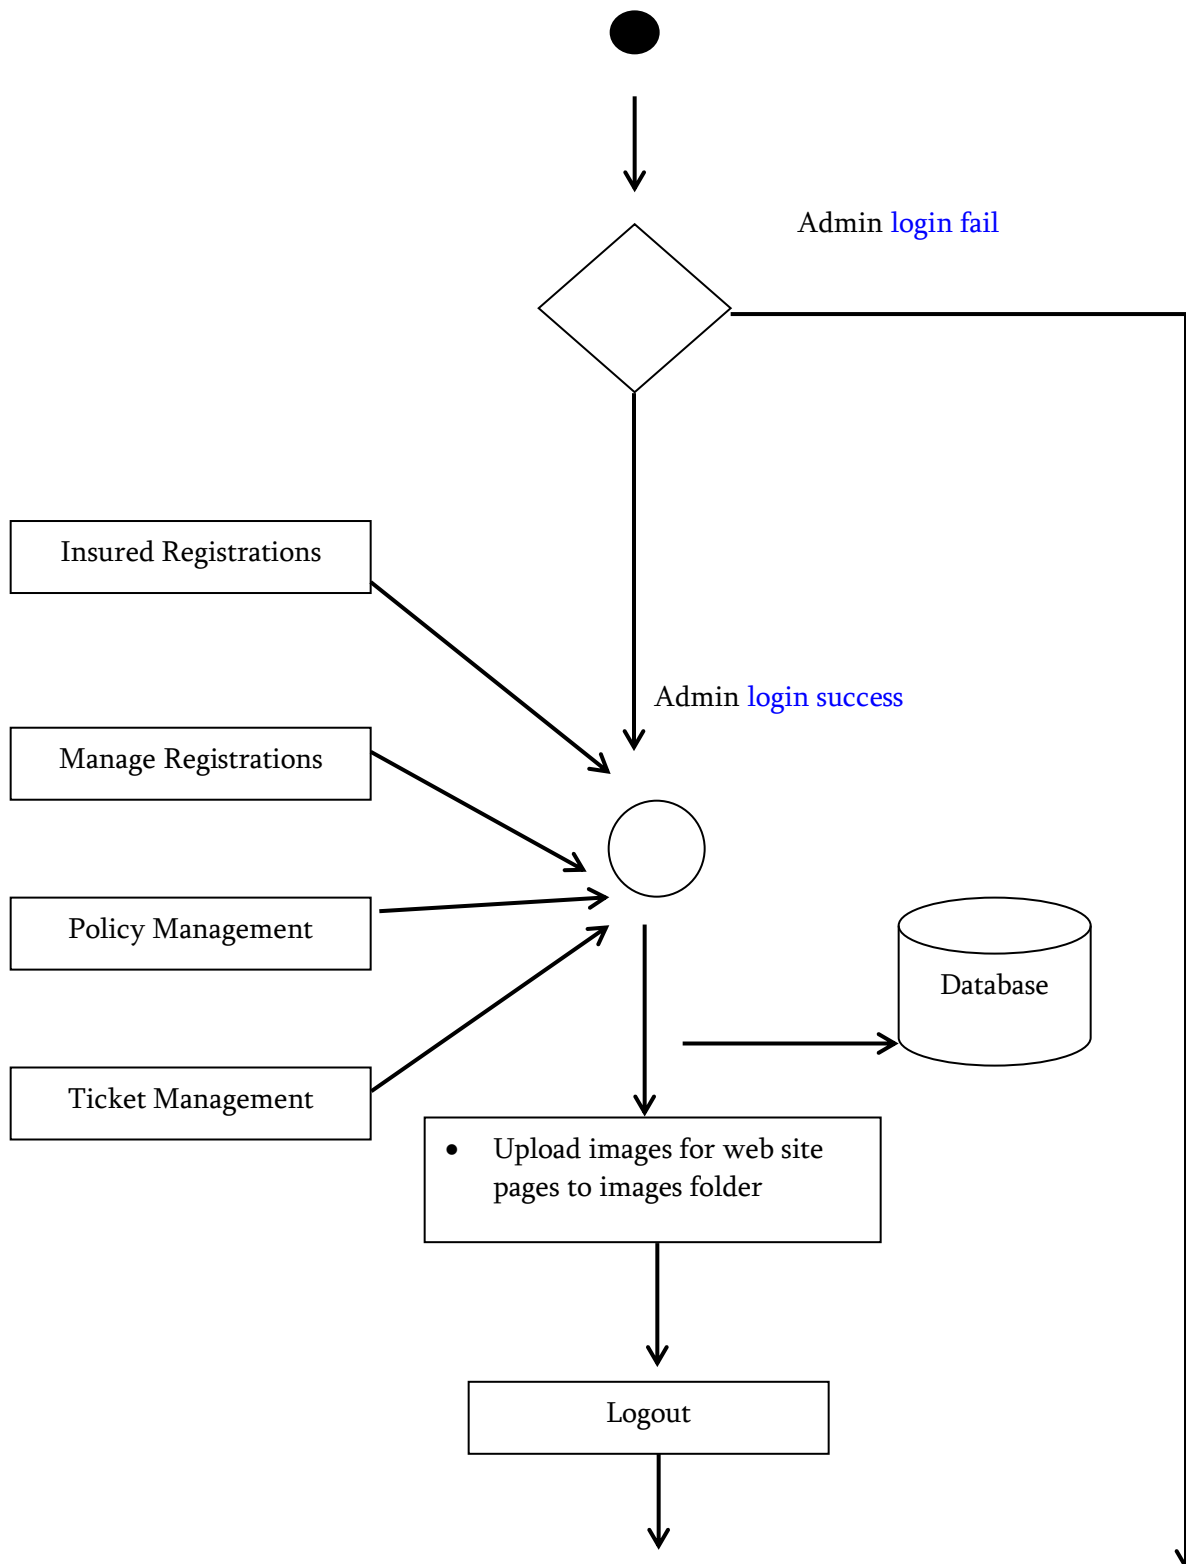 Admin login fail
Insured Registrations
Admin login success
Manage Registrations
Policy Management
Database
Ticket Management
• Upload images for web site
pages to images folder
Logout